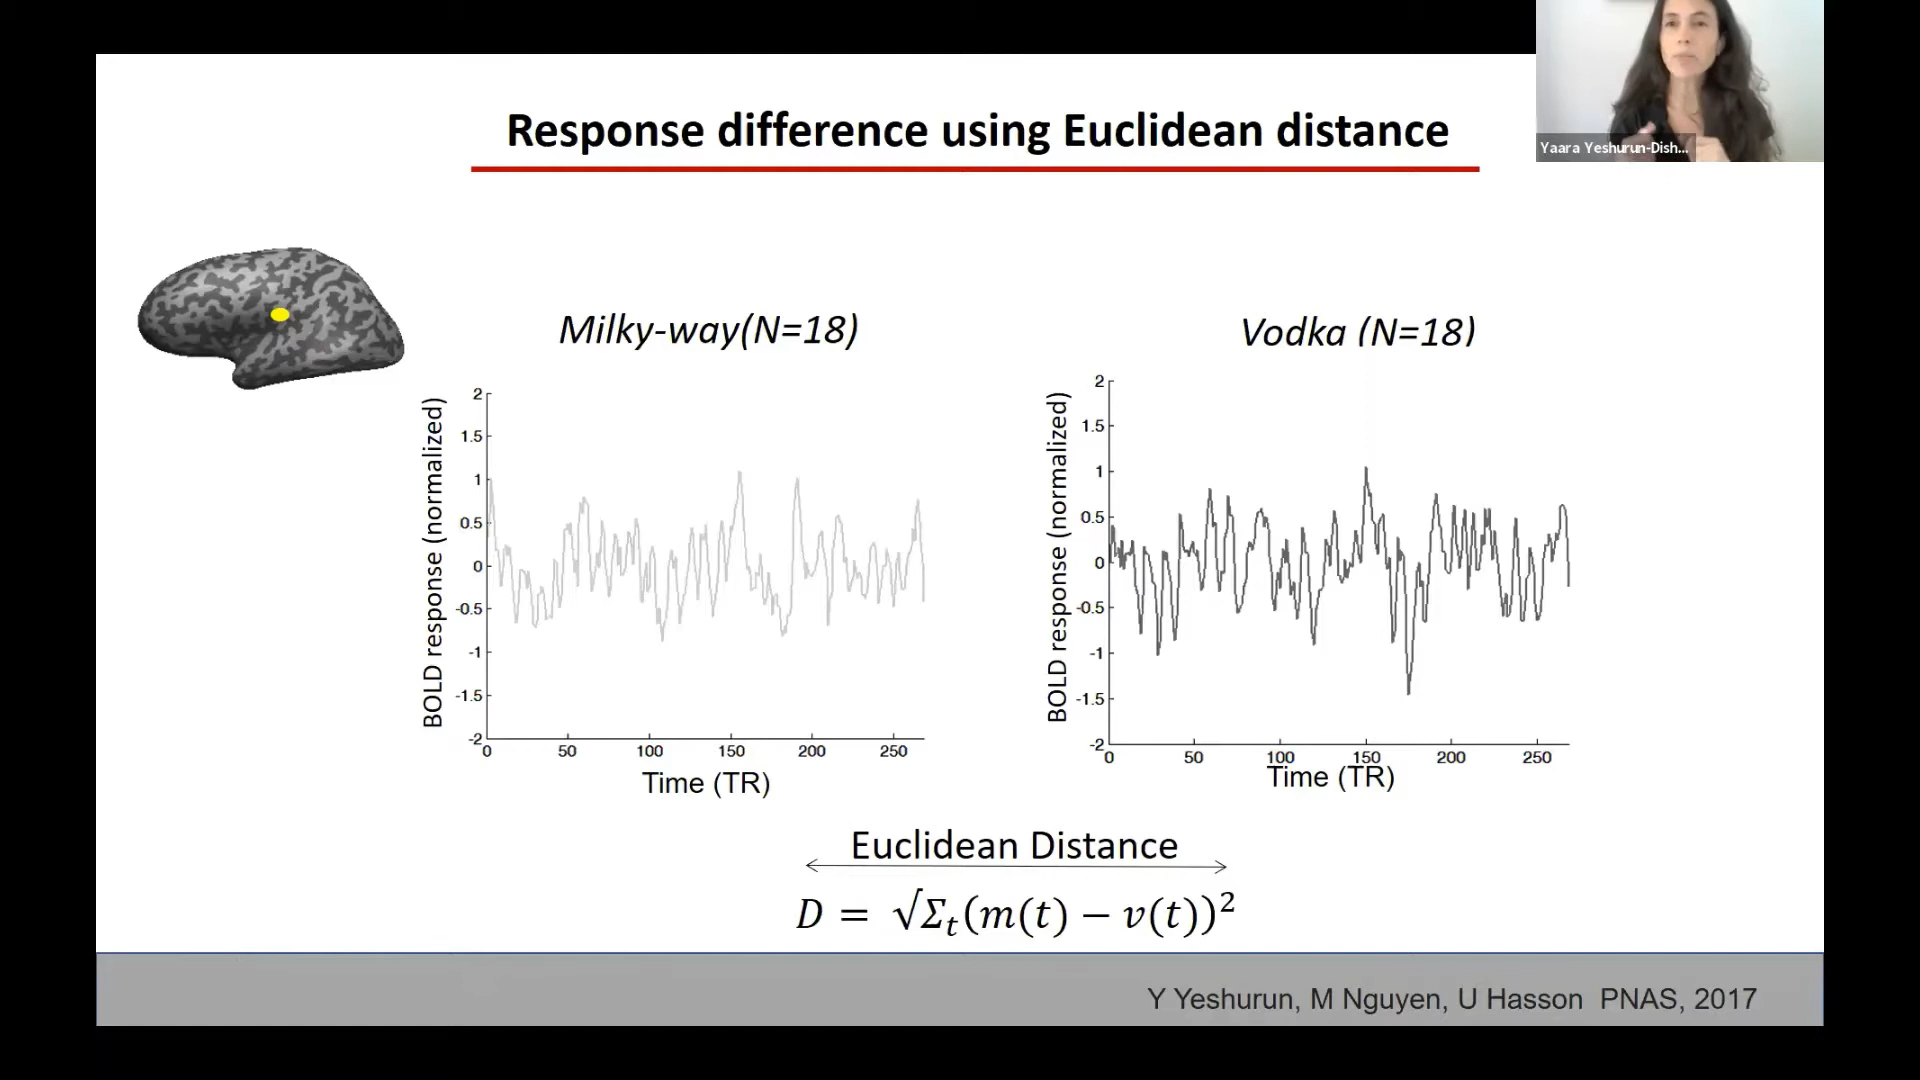 Response difference using Euclidean distance
Yaara Yeshurun-Dish...
Milky-way(N=18)
Vodka (N=18)
BOLD response (normalized)
2
1.5
1
0.5
0
-0.5
-1
-1.5
-2
0 50 100 150 200 250
Time (TR)
BOLD response (normalized)
2
1.5
1
0.5
0
-0.5
-1
-1.5
-2
0 50 100 150 200 250
Time (TR)
Euclidean Distance
D = √Σt(m(t) − v(t))²
Y Yeshurun, M Nguyen, U Hasson PNAS, 2017